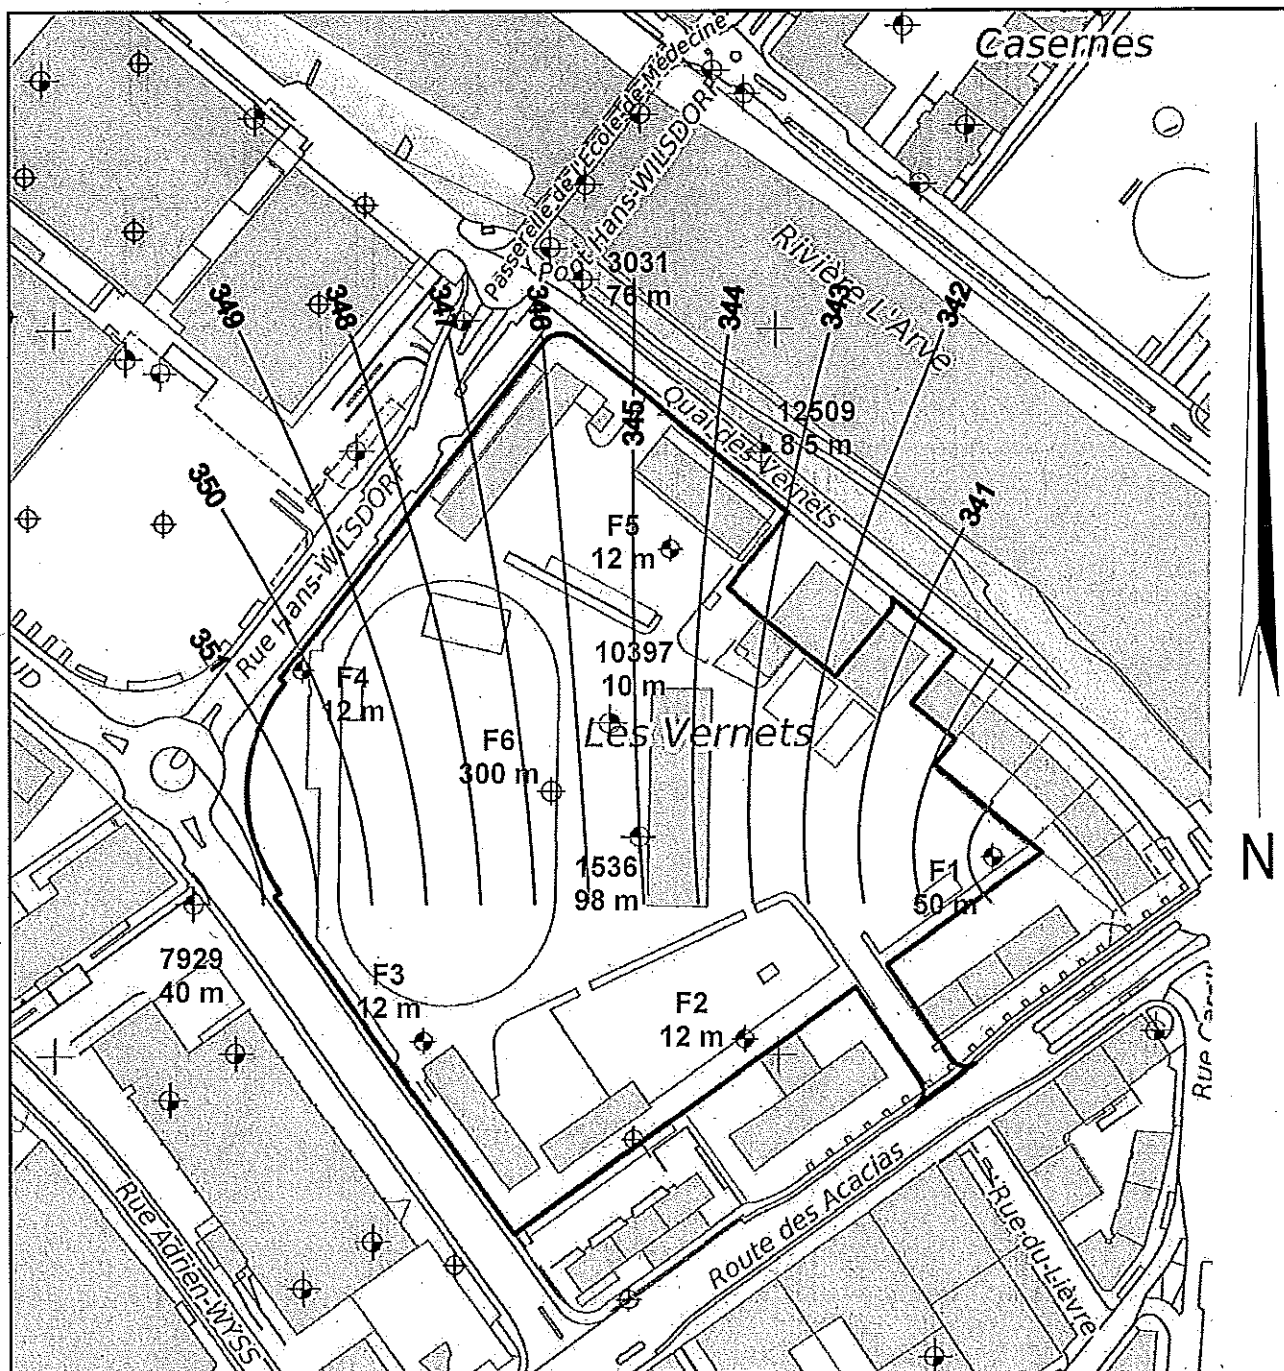 Casernes
Passerelle de l'Ecole-de-Médecine
Pont Hans-WILSDORF
Rivière L'Arve
3031
76 m
349
348
347
346
344
343
342
345
12509
8.5 m
Quai des Vernets
350
341
F5
12 m
Rue Hans-WILSDORF
10397
10 m
F4
12 m
Les Vernets
F6
300 m
1536
98 m
F1
50 m
N
7929
40 m
F3
12 m
F2
12 m
Route des Acacias
Rue Adrien-WYSS
Rue-du-Lièvre